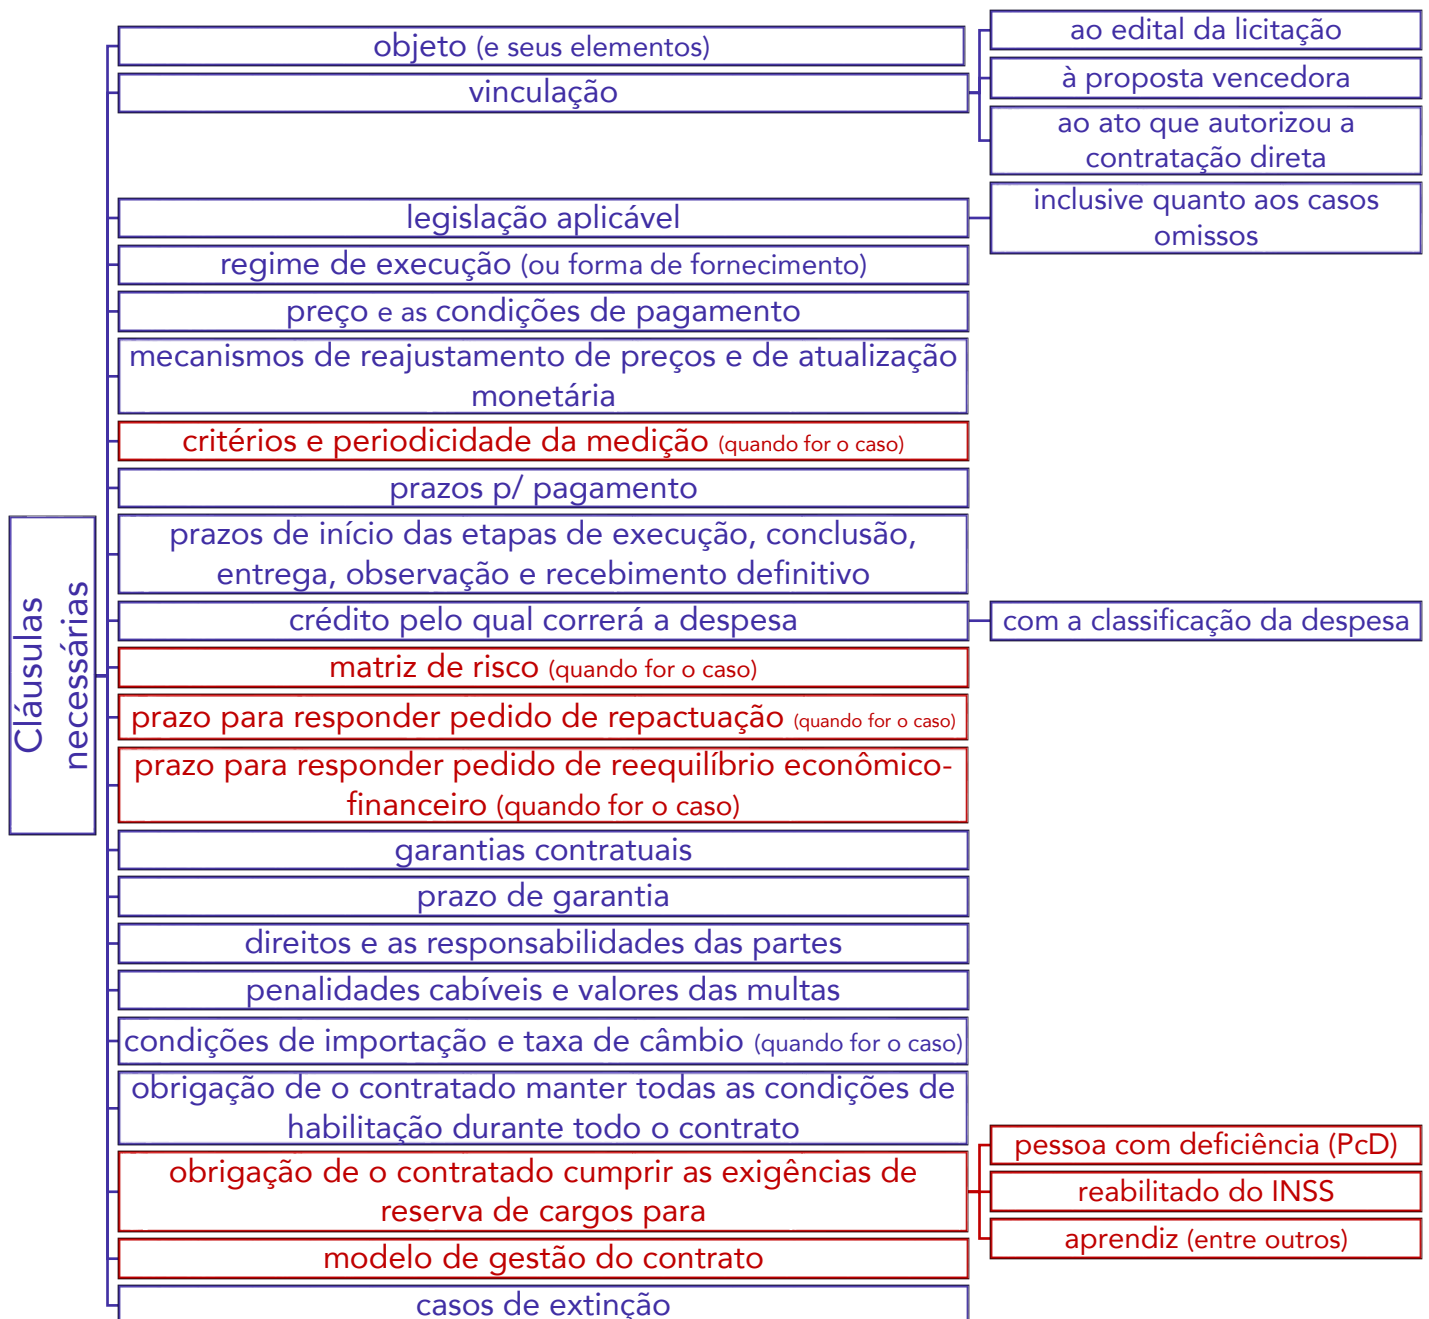 Cláusulas
necessárias
objeto (e seus elementos)
vinculação
ao edital da licitação
à proposta vencedora
ao ato que autorizou a
contratação direta
legislação aplicável
inclusive quanto aos casos
omissos
regime de execução (ou forma de fornecimento)
preço e as condições de pagamento
mecanismos de reajustamento de preços e de atualização
monetária
critérios e periodicidade da medição (quando for o caso)
prazos p/ pagamento
prazos de início das etapas de execução, conclusão,
entrega, observação e recebimento definitivo
crédito pelo qual correrá a despesa
com a classificação da despesa
matriz de risco (quando for o caso)
prazo para responder pedido de repactuação (quando for o caso)
prazo para responder pedido de reequilíbrio econômico-
financeiro (quando for o caso)
garantias contratuais
prazo de garantia
direitos e as responsabilidades das partes
penalidades cabíveis e valores das multas
condições de importação e taxa de câmbio (quando for o caso)
obrigação de o contratado manter todas as condições de
habilitação durante todo o contrato
obrigação de o contratado cumprir as exigências de
reserva de cargos para
pessoa com deficiência (PcD)
reabilitado do INSS
aprendiz (entre outros)
modelo de gestão do contrato
casos de extinção